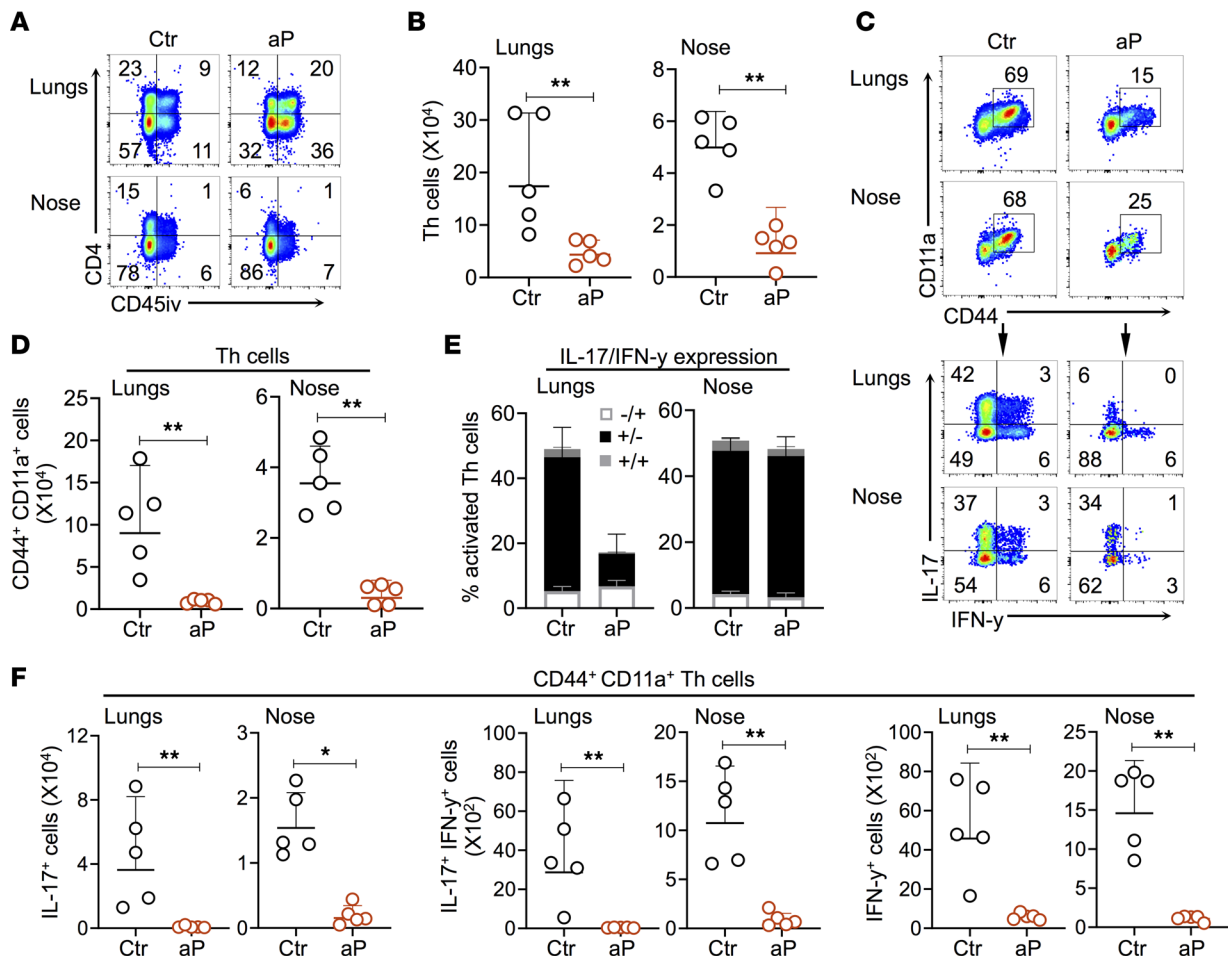 A
Ctr
aP
Lungs
23
9
12
20
57
11
32
36
Nose
15
1
6
1
78
6
86
7
CD4
CD45iv
B
Lungs
Nose
Th cells (X10⁴)
40
30
20
10
0
**
Ctr
aP
8
6
4
2
0
**
Ctr
aP
C
Ctr
aP
Lungs
69
15
Nose
68
25
CD11a
CD44
Lungs
42
3
6
0
49
6
88
6
Nose
37
3
34
1
54
6
62
3
IL-17
IFN-y
D
Th cells
Lungs
Nose
CD44⁺ CD11a⁺ cells
(X10⁴)
25
20
15
10
5
0
**
Ctr
aP
6
4
2
0
**
Ctr
aP
E
IL-17/IFN-y expression
Lungs
Nose
% activated Th cells
60
40
20
0
-/+
+/-
+/+
Ctr
aP
60
40
20
0
Ctr
aP
F
CD44⁺ CD11a⁺ Th cells
Lungs
Nose
IL-17⁺ cells (X10⁴)
12
8
4
0
**
Ctr
aP
3
2
1
0
*
Ctr
aP
Lungs
Nose
IL-17⁺ IFN-y⁺ cells
(X10²)
100
80
60
40
20
0
**
Ctr
aP
20
15
10
5
0
**
Ctr
aP
Lungs
Nose
IFN-y⁺ cells (X10²)
100
80
60
40
20
0
**
Ctr
aP
25
20
15
10
5
0
**
Ctr
aP